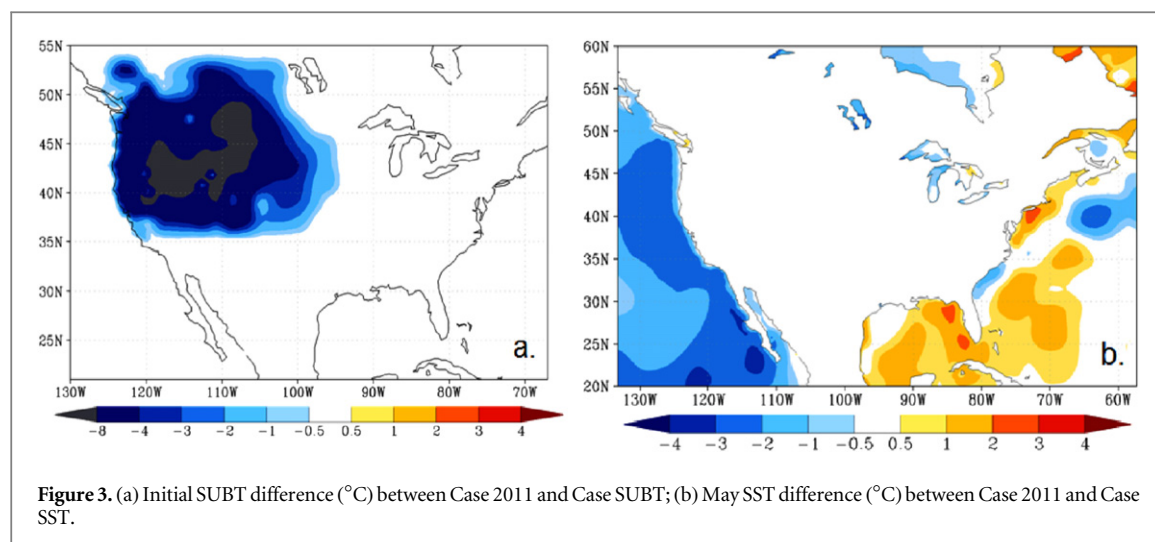 55N
50N
45N
40N
35N
30N
25N
130W 120W 110W 100W 90W 80W 70W
a.
-8 -4 -3 -2 -1 -0.5 0.5 1 2 3 4
60N
55N
50N
45N
40N
35N
30N
25N
20N
130W 120W 110W 100W 90W 80W 70W 60W
b.
-4 -3 -2 -1 -0.5 0.5 1 2 3 4
Figure 3. (a) Initial SUBT difference (°C) between Case 2011 and Case SUBT; (b) May SST difference (°C) between Case 2011 and Case
SST.